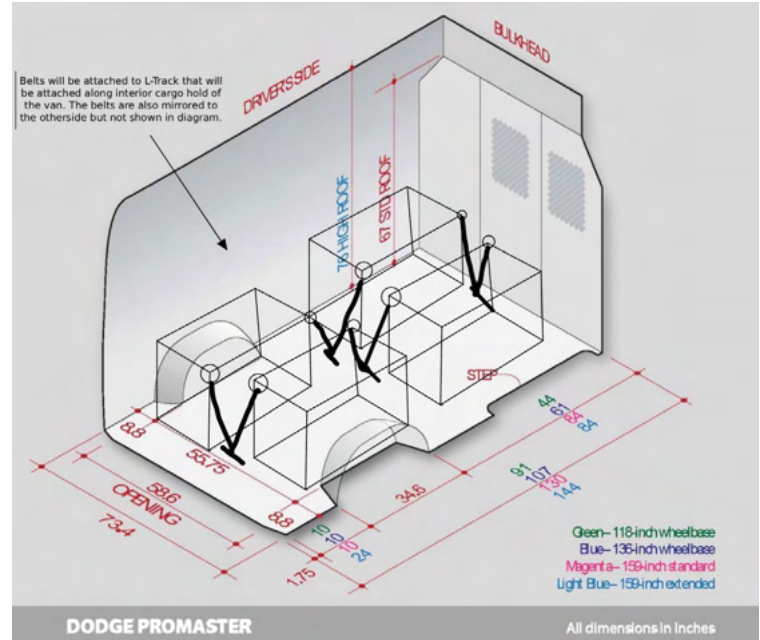 Belts will be attached to L-Track that will
be attached along interior cargo hold of
the van. The belts are also mirrored to
the otherside but not shown in diagram.
DRIVER'S SIDE
BULKHEAD
76 HIGH ROOF
67 STD ROOF
STEP
44
61
84
84
91
107
130
144
8.8
55.75
58.6
OPENING
73.4
8.8
34.6
10
10
10
24
1.75
Green– 118-inch wheelbase
Blue– 136-inch wheelbase
Magenta– 159-inch standard
Light Blue– 159-inch extended
DODGE PROMASTER
All dimensions in inches